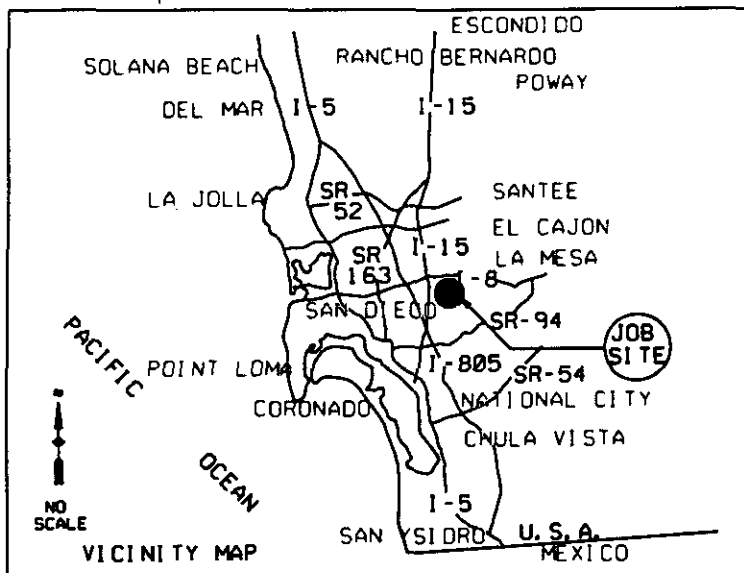 ESCONDIDO
SOLANA BEACH
RANCHO BERNARDO
POWAY
DEL MAR
I-5
I-15
LA JOLLA
SR
52
SANTEE
EL CAJON
I-15
LA MESA
SR
163
I-8
SAN DIEGO
SR-94
JOB
SITE
PACIFIC
OCEAN
POINT LOMA
I-805
SR-54
CORONADO
NATIONAL CITY
CHULA VISTA
I-5
NO
SCALE
SAN YSIDRO
U.S.A.
MEXICO
VICINITY MAP